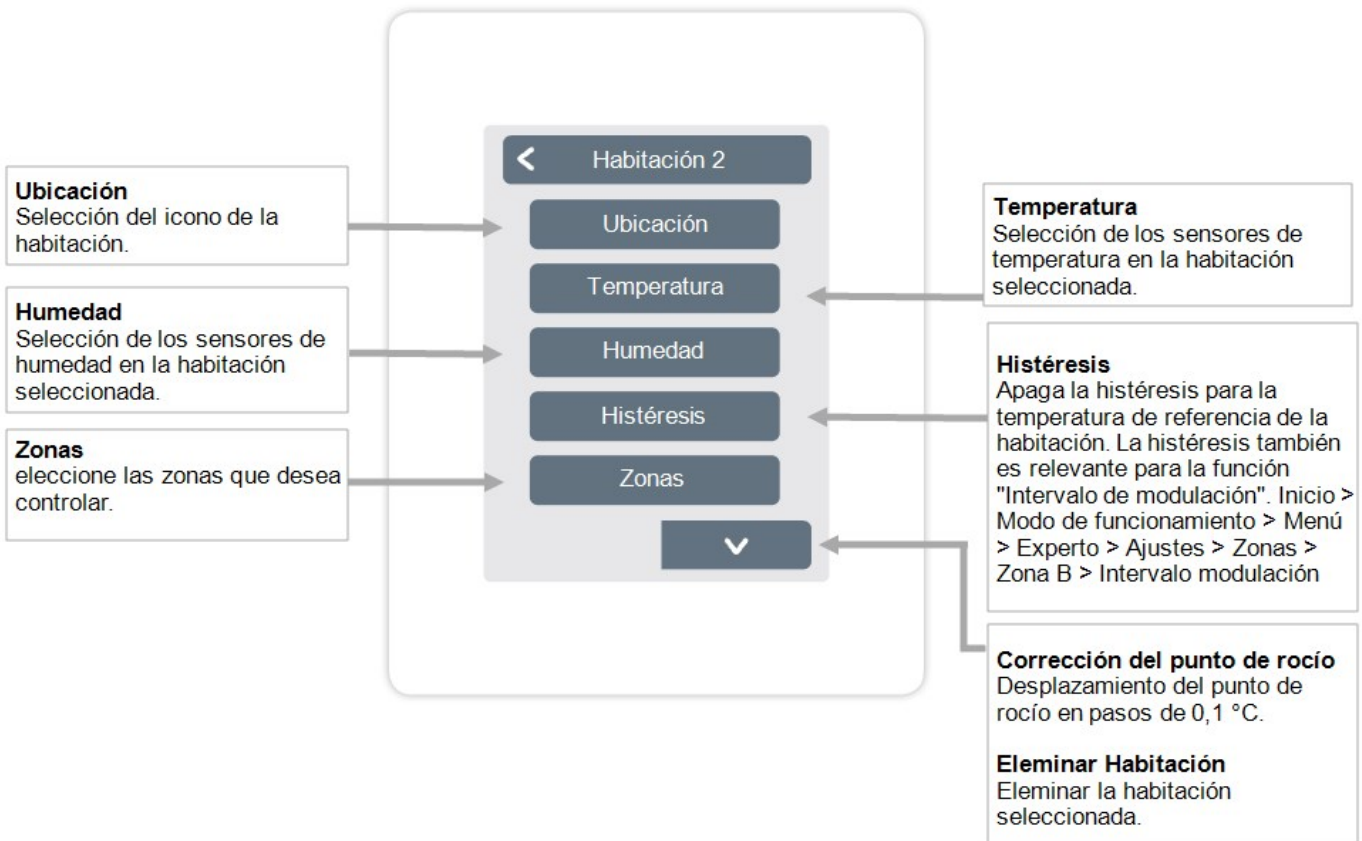 Habitación 2
Ubicación
Temperatura
Humedad
Histéresis
Zonas
Ubicación
Selección del icono de la
habitación.
Humedad
Selección de los sensores de
humedad en la habitación
seleccionada.
Zonas
eleccione las zonas que desea
controlar.
Temperatura
Selección de los sensores de
temperatura en la habitación
seleccionada.
Histéresis
Apaga la histéresis para la
temperatura de referencia de la
habitación. La histéresis también
es relevante para la función
"Intervalo de modulación". Inicio >
Modo de funcionamiento > Menú
> Experto > Ajustes > Zonas >
Zona B > Intervalo modulación
Corrección del punto de rocío
Desplazamiento del punto de
rocío en pasos de 0,1 °C.
Eleminar Habitación
Eleminar la habitación
seleccionada.